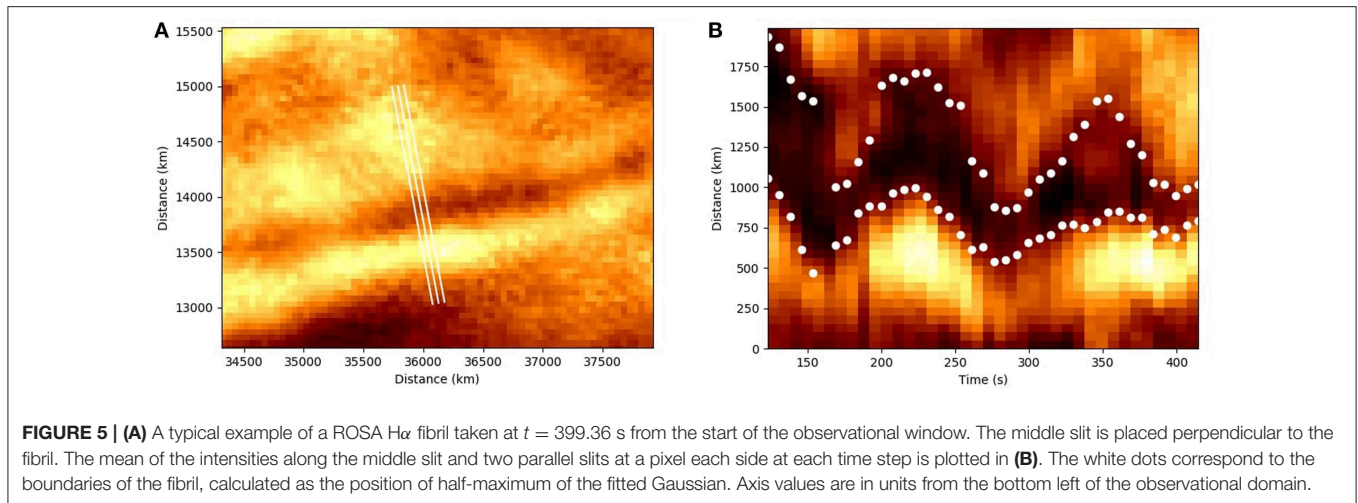 A
B
15500
15000
14500
14000
13500
13000
Distance (km)
34500 35000 35500 36000 36500 37000 37500
Distance (km)
1750
1500
1250
1000
750
500
250
0
Distance (km)
150 200 250 300 350 400
Time (s)
FIGURE 5 | (A) A typical example of a ROSA Hα fibril taken at t = 399.36 s from the start of the observational window. The middle slit is placed perpendicular to the
fibril. The mean of the intensities along the middle slit and two parallel slits at a pixel each side at each time step is plotted in (B). The white dots correspond to the
boundaries of the fibril, calculated as the position of half-maximum of the fitted Gaussian. Axis values are in units from the bottom left of the observational domain.